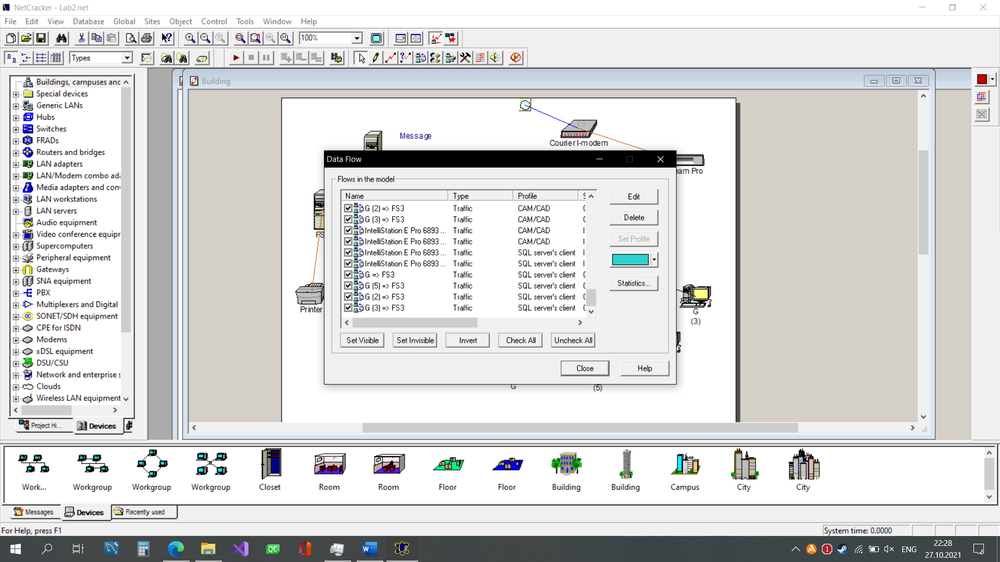 NetCracker - Lab2.net
File Edit View Database Global Sites Object Control Tools Window Help
100%
Types
Building
Buildings, campuses and
Special devices
Generic LANs
Hubs
Switches
FRADs
Routers and bridges
LAN adapters
LAN/Modem combo ada
Media adapters and conv
LAN workstations
LAN servers
Audio equipment
Video conference equipr
Supercomputers
Peripheral equipment
Gateways
SNA equipment
PBX
Multiplexers and Digital
SONET/SDH equipment
CPE for ISDN
Modems
xDSL equipment
DSU/CSU
Network and enterprise s
Clouds
Wireless LAN equipment
Project Hi...
Devices
Message
Courier I-modem
eam Pro
FS
Printer
G
(3)
G
(5)
Data Flow
Flows in the model
Name Type Profile S
G (2) => FS3 Traffic CAM/CAD
G (3) => FS3 Traffic CAM/CAD
IntelliStation E Pro 6893 ... Traffic CAM/CAD I
IntelliStation E Pro 6893 ... Traffic CAM/CAD I
IntelliStation E Pro 6893 ... Traffic SQL server's client I
IntelliStation E Pro 6893 ... Traffic SQL server's client I
G => FS3 Traffic SQL server's client
G (5) => FS3 Traffic SQL server's client
G (2) => FS3 Traffic SQL server's client
G (3) => FS3 Traffic SQL server's client
Edit
Delete
Set Profile
Statistics...
Set Visible Set Invisible Invert Check All Uncheck All
Close Help
Work... Workgroup Workgroup Workgroup Closet Room Room Floor Floor Building Building Campus City City
Messages Devices Recently used
For Help, press F1
System time: 0.0000
ENG
22:28
27.10.2021